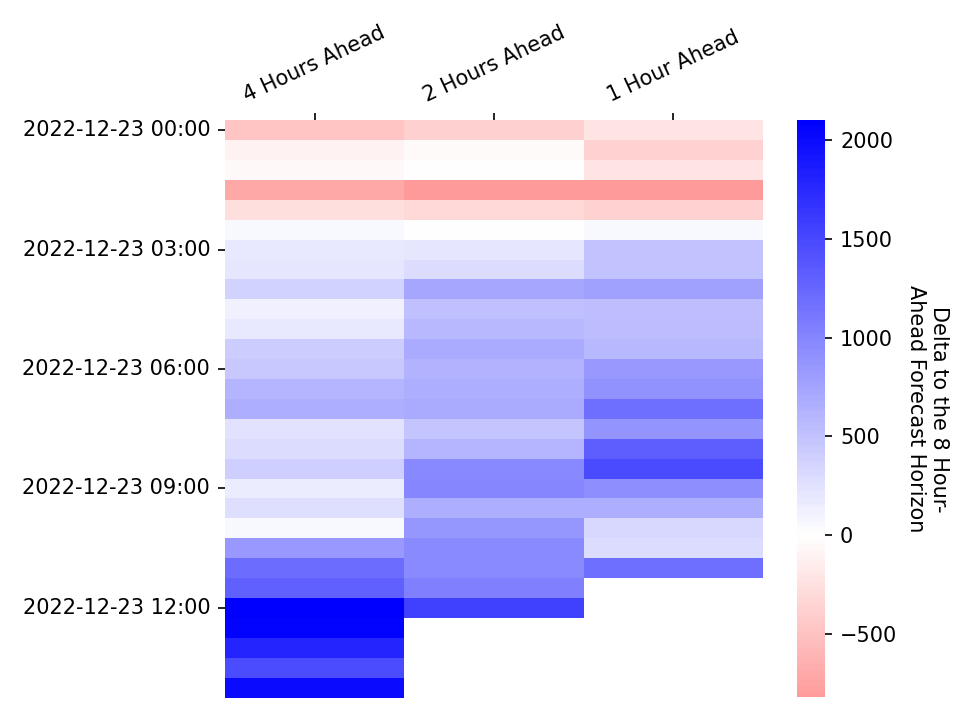 4 Hours Ahead
2 Hours Ahead
1 Hour Ahead
2022-12-23 00:00
2022-12-23 03:00
2022-12-23 06:00
2022-12-23 09:00
2022-12-23 12:00
2000
1500
1000
500
0
−500
Delta to the 8 Hour-
Ahead Forecast Horizon